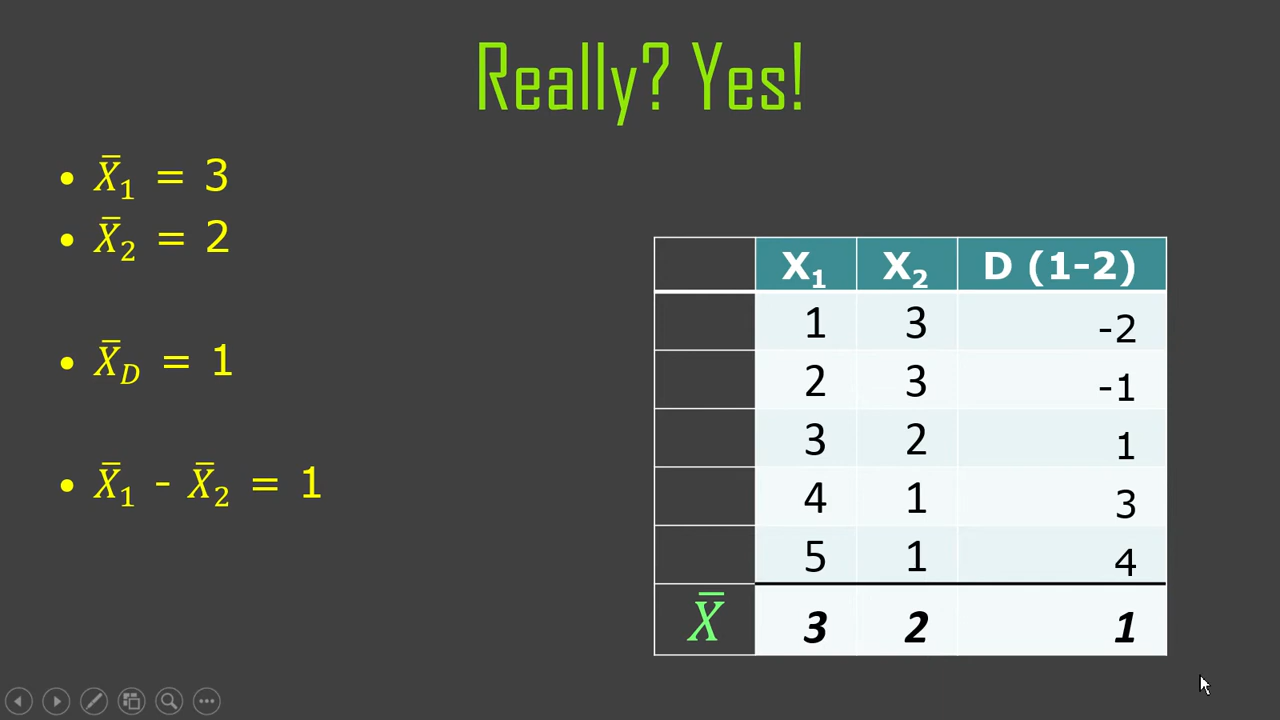 Really? Yes!
• X̄₁ = 3
• X̄₂ = 2
• X̄_D = 1
• X̄₁ - X̄₂ = 1
X₁ X₂ D (1-2)
1 3 -2
2 3 -1
3 2 1
4 1 3
5 1 4
X̄ 3 2 1